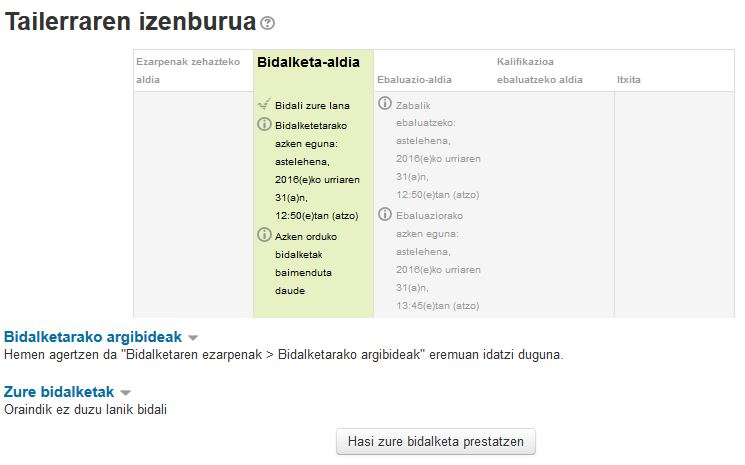 Tailerraren izenburua
Ezarpenak zehazteko
aldia
Bidalketa-aldia
Ebaluazio-aldia
Kalifikazioa
ebaluatzeko aldia
Itxita
Bidali zure lana
Bidalketetarako
azken eguna:
astelehena,
2016(e)ko urriaren
31(a)n,
12:50(e)tan (atzo)
Azken orduko
bidalketak
baimenduta
daude
Zabalik
ebaluatzeko:
astelehena,
2016(e)ko urriaren
31(a)n,
12:50(e)tan (atzo)
Ebaluaziorako
azken eguna:
astelehena,
2016(e)ko urriaren
31(a)n,
13:45(e)tan (atzo)
Bidalketarako argibideak
Hemen agertzen da "Bidalketaren ezarpenak > Bidalketarako argibideak" eremuan idatzi duguna.
Zure bidalketak
Oraindik ez duzu lanik bidali
Hasi zure bidalketa prestatzen